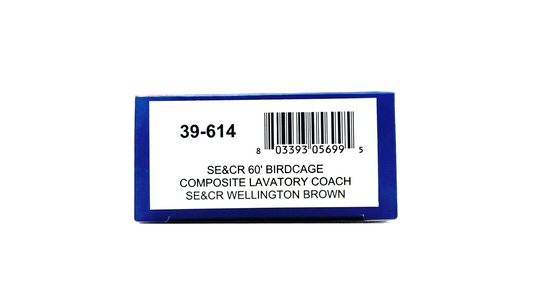 39-614
8 03393 05699 5
SE&CR 60' BIRDCAGE
COMPOSITE LAVATORY COACH
SE&CR WELLINGTON BROWN